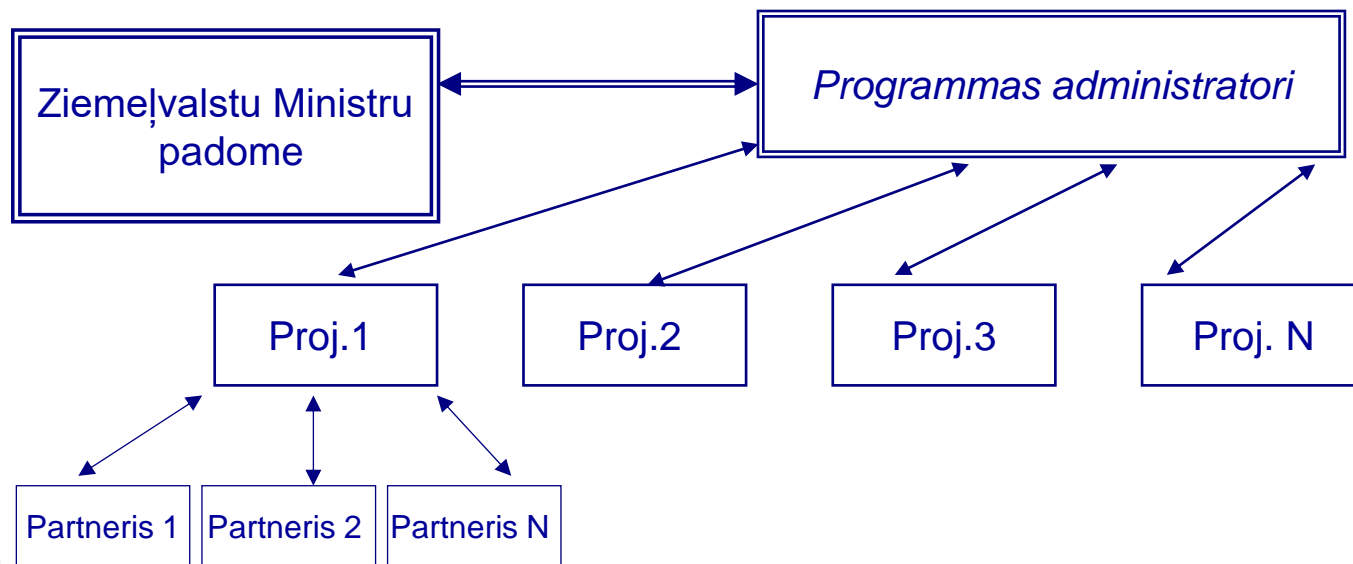 Ziemeļvalstu Ministru
padome
Programmas administratori
Proj.1
Proj.2
Proj.3
Proj. N
Partneris 1
Partneris 2
Partneris N